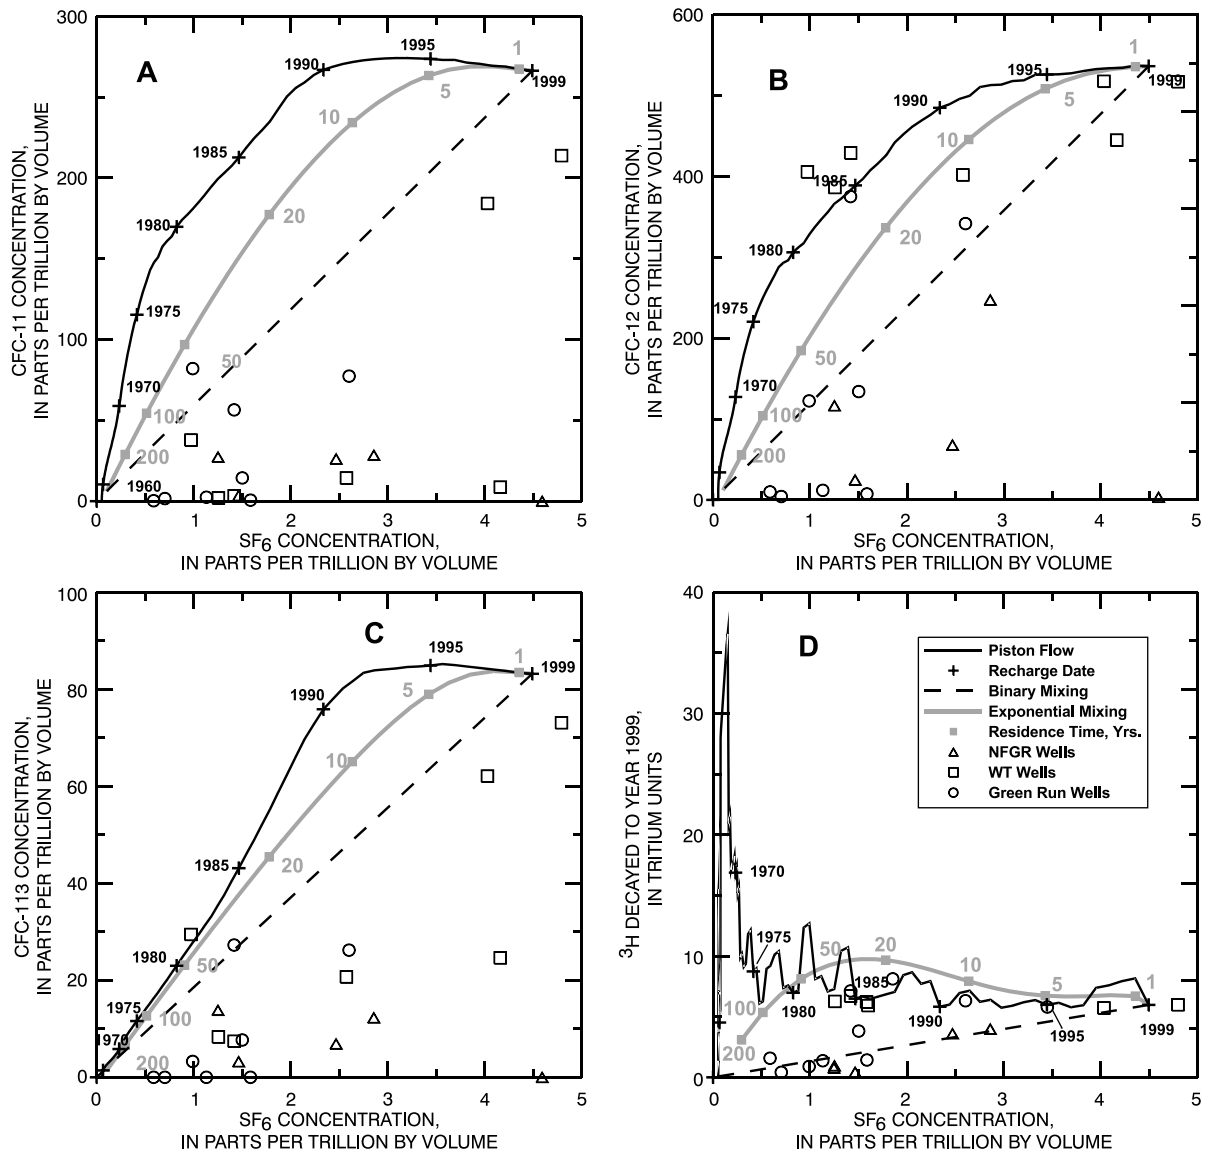 A
CFC-11 CONCENTRATION,
IN PARTS PER TRILLION BY VOLUME
300
200
100
0
1960
1970
1975
1980
1985
1990
1995
1999
1
5
10
20
50
100
200
0 1 2 3 4 5
SF6 CONCENTRATION,
IN PARTS PER TRILLION BY VOLUME
B
CFC-12 CONCENTRATION,
IN PARTS PER TRILLION BY VOLUME
600
400
200
0
1970
1975
1980
1985
1990
1995
1999
1
5
10
20
50
100
200
0 1 2 3 4 5
SF6 CONCENTRATION,
IN PARTS PER TRILLION BY VOLUME
C
CFC-113 CONCENTRATION,
IN PARTS PER TRILLION BY VOLUME
100
80
60
40
20
0
1970
1975
1980
1985
1990
1995
1999
1
5
10
20
50
100
200
0 1 2 3 4 5
SF6 CONCENTRATION,
IN PARTS PER TRILLION BY VOLUME
D
3H DECAYED TO YEAR 1999,
IN TRITIUM UNITS
40
30
20
10
0
Piston Flow
Recharge Date
Binary Mixing
Exponential Mixing
Residence Time, Yrs.
NFGR Wells
WT Wells
Green Run Wells
1970
1975
1980
1985
1990
1995
1999
1
5
10
20
50
100
200
0 1 2 3 4 5
SF6 CONCENTRATION,
IN PARTS PER TRILLION BY VOLUME